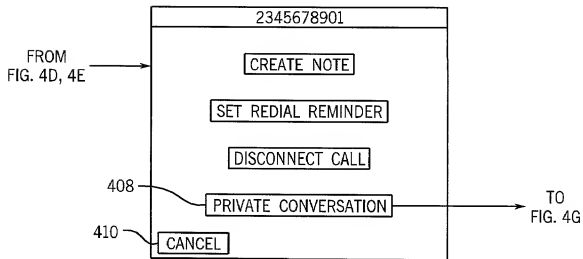 2345678901
FROM
FIG. 4D, 4E
CREATE NOTE
SET REDIAL REMINDER
DISCONNECT CALL
408
PRIVATE CONVERSATION
TO
FIG. 4G
410
CANCEL